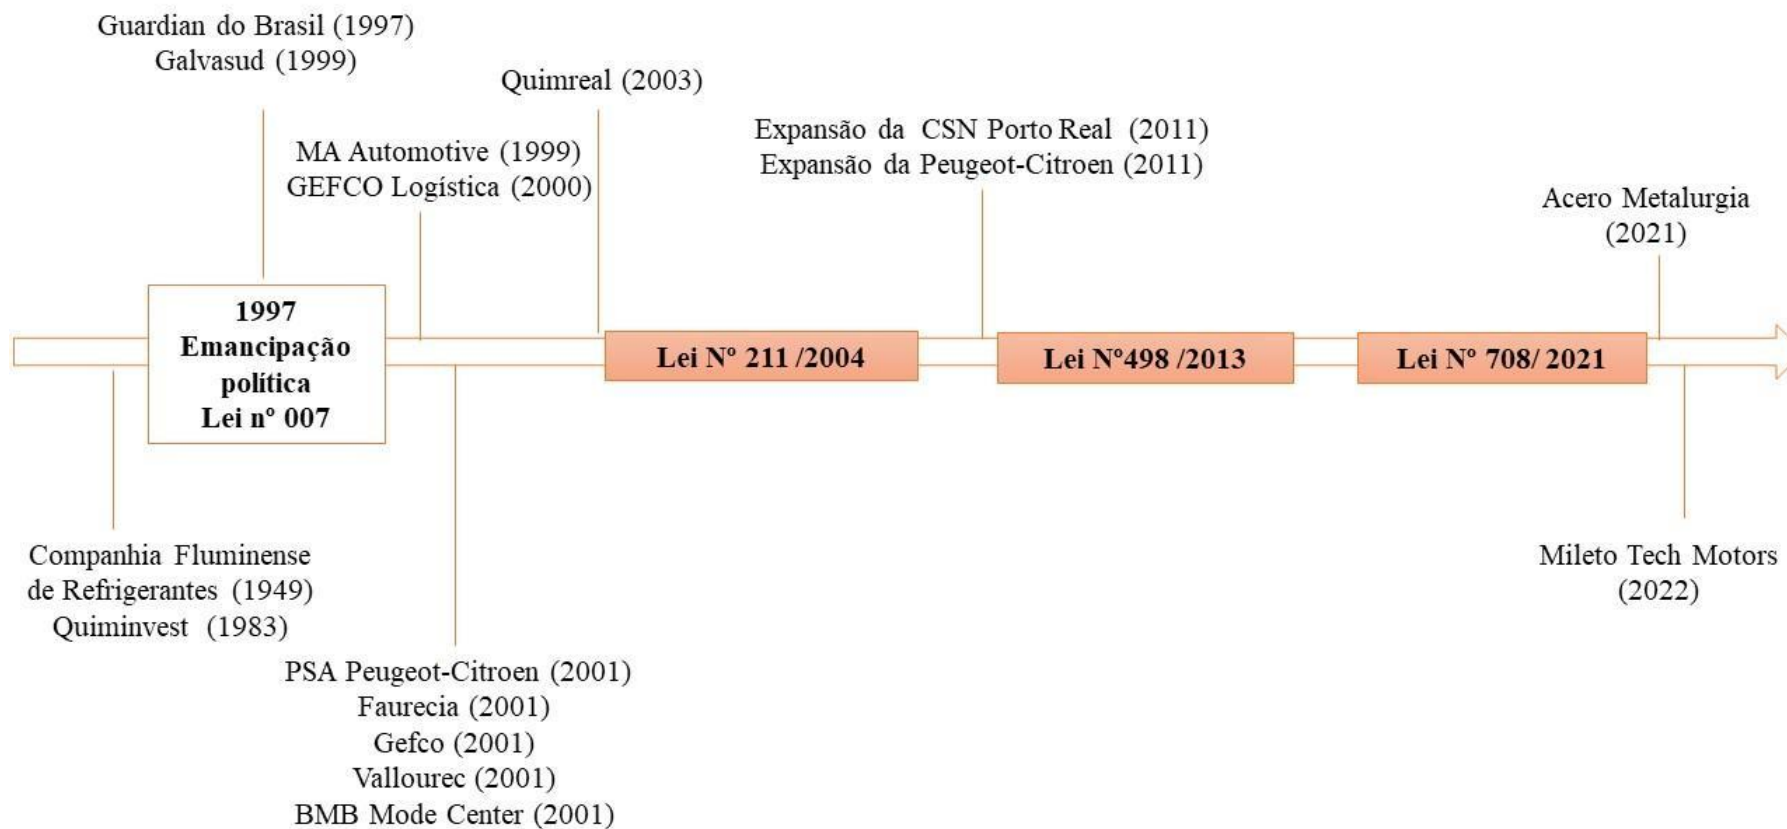 Guardian do Brasil (1997)
Galvasud (1999)
Quimreal (2003)
MA Automotive (1999)
GEFCO Logística (2000)
Expansão da CSN Porto Real (2011)
Expansão da Peugeot-Citroen (2011)
Acero Metalurgia
(2021)
1997
Emancipação
política
Lei nº 007
Lei Nº 211 /2004
Lei Nº498 /2013
Lei Nº 708/ 2021
Companhia Fluminense
de Refrigerantes (1949)
Quiminvest (1983)
Mileto Tech Motors
(2022)
PSA Peugeot-Citroen (2001)
Faurecia (2001)
Gefco (2001)
Vallourec (2001)
BMB Mode Center (2001)